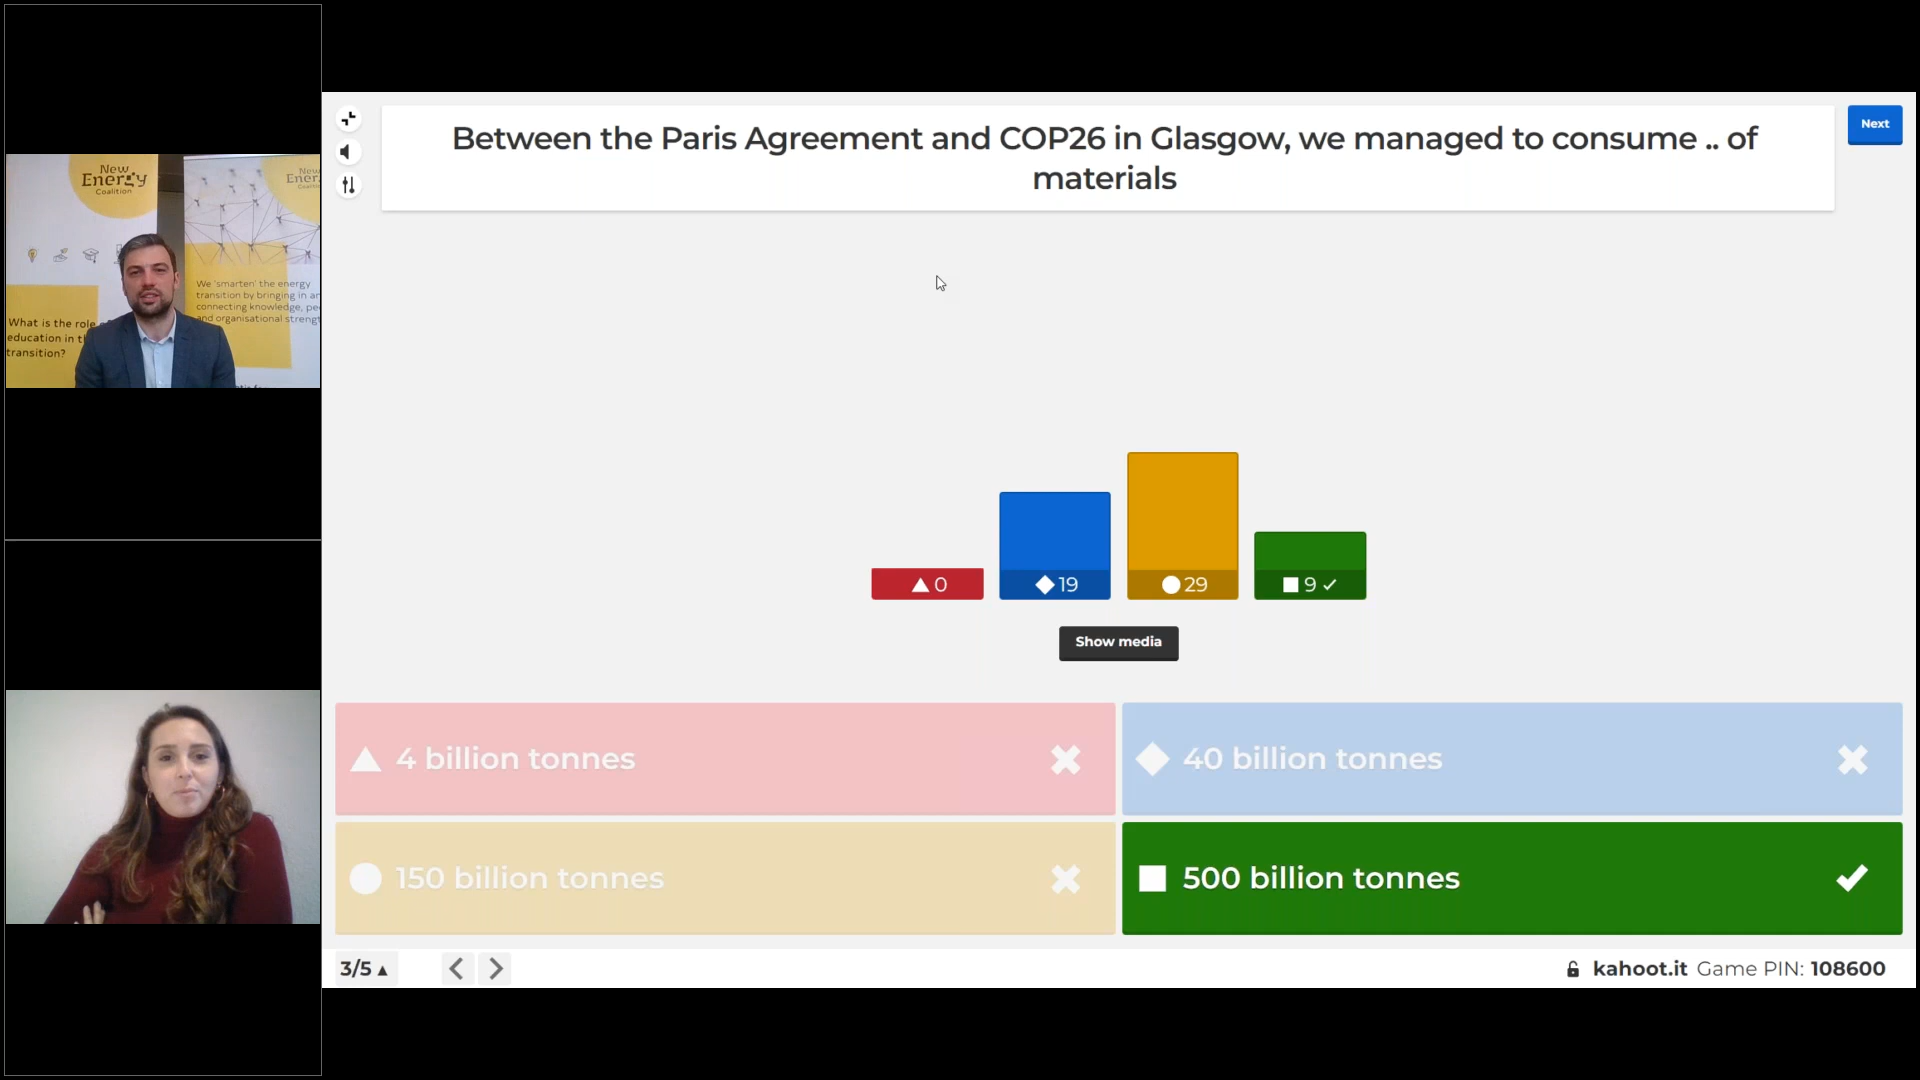 New
Energy
Coalition
Ener
We 'smarten' the energy
transition by bringing in an
connecting knowledge, pe
and organisational strengt
What is the role
education in t
transition?
Between the Paris Agreement and COP26 in Glasgow, we managed to consume .. of
materials
Next
0
19
29
9
Show media
4 billion tonnes
40 billion tonnes
150 billion tonnes
500 billion tonnes
3/5
kahoot.it Game PIN: 108600